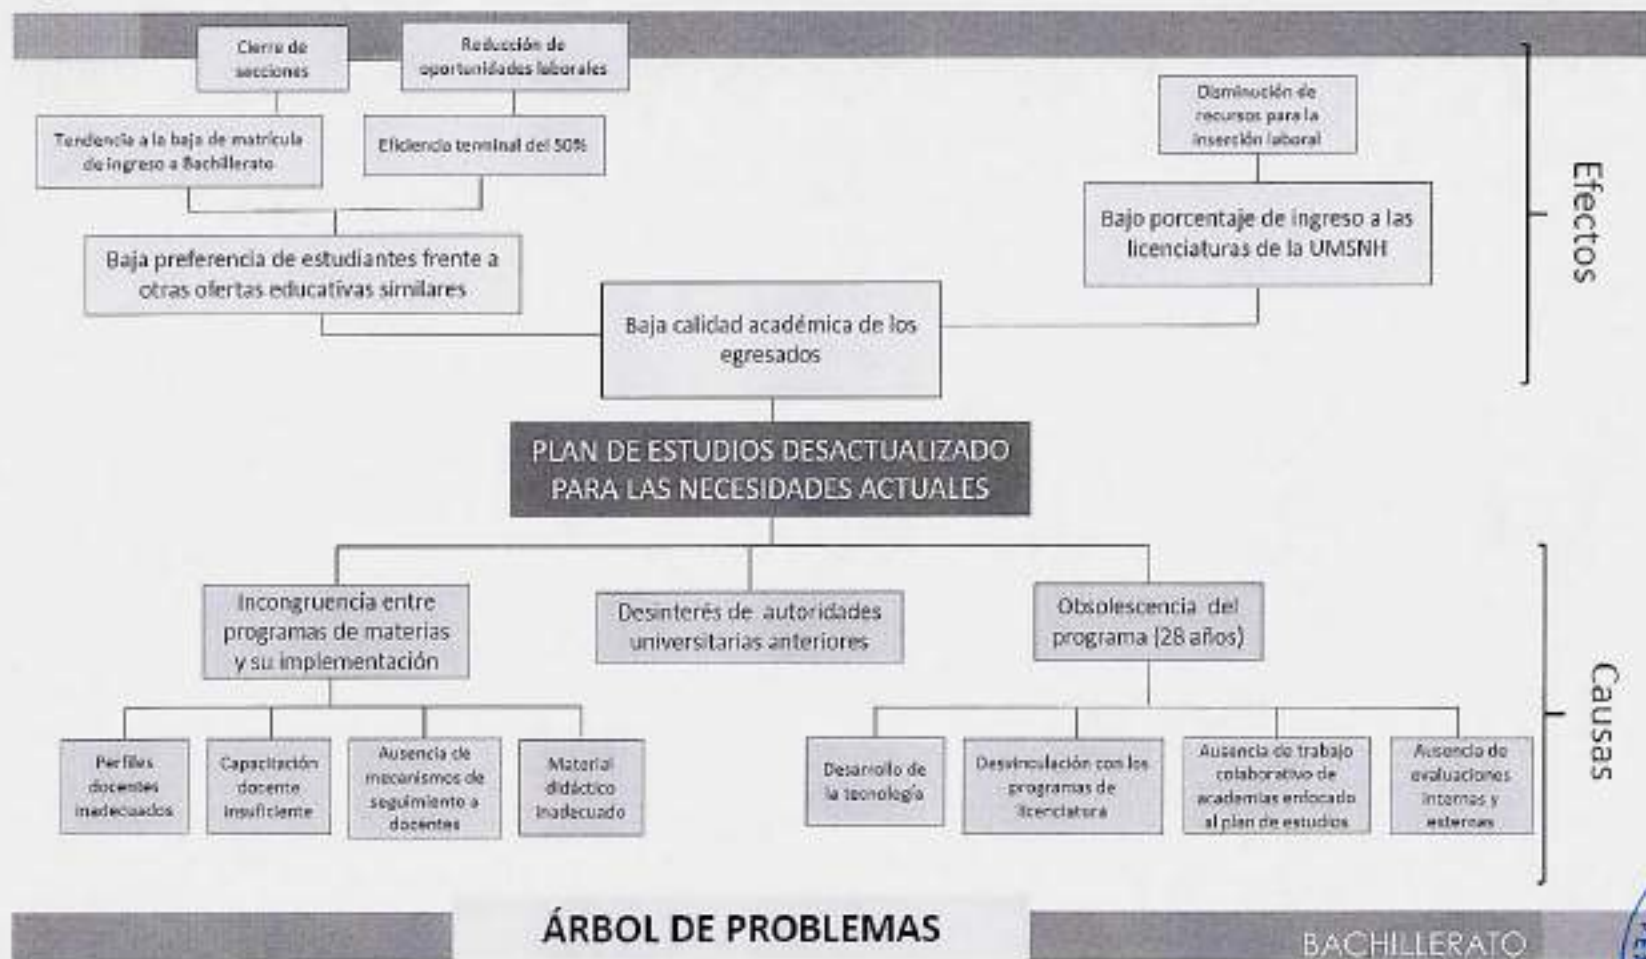 Cierre de
secciones
Reducción de
oportunidades laborales
Disminución de
recursos para la
inserción laboral
Tendencia a la baja de matrícula
de ingreso a Bachillerato
Eficiencia terminal del 50%
Bajo porcentaje de ingreso a las
licenciaturas de la UMSNH
Baja preferencia de estudiantes frente a
otras ofertas educativas similares
Baja calidad académica de los
egresados
Efectos
PLAN DE ESTUDIOS DESACTUALIZADO
PARA LAS NECESIDADES ACTUALES
Incongruencia entre
programas de materias
y su implementación
Desinterés de autoridades
universitarias anteriores
Obsolescencia del
programa (28 años)
Perfiles
docentes
inadecuados
Capacitación
docente
insuficiente
Ausencia de
mecanismos de
seguimiento a
docentes
Material
didáctico
inadecuado
Desarrollo de
la tecnología
Desvinculación con los
programas de
licenciatura
Ausencia de trabajo
colaborativo de
academias enfocado
al plan de estudios
Ausencia de
evaluaciones
internas y
externas
Causas
ÁRBOL DE PROBLEMAS
BACHILLERATO